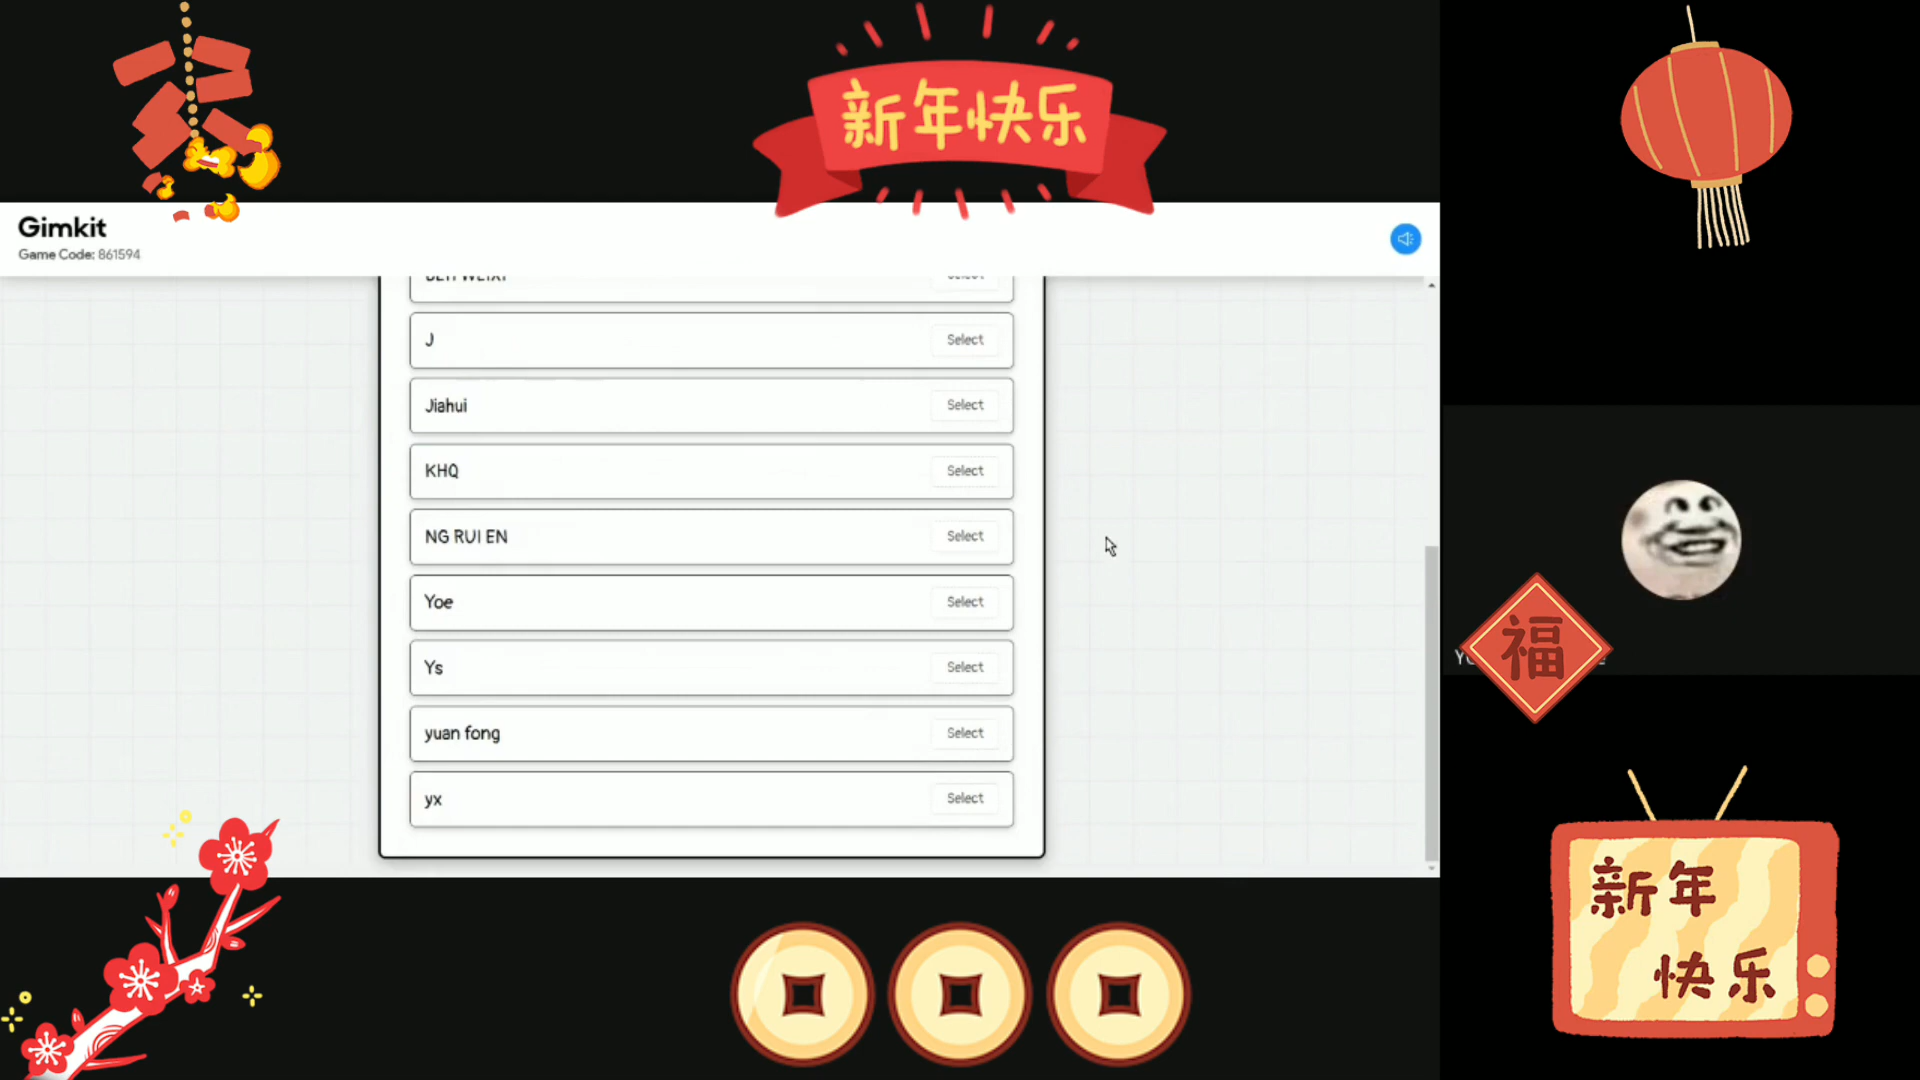 新年快乐
Gimkit
Game Code: 861594
J
Select
Jiahui
Select
KHQ
Select
NG RUI EN
Select
Yoe
Select
Ys
Select
yuan fong
Select
yx
Select
福
新年
快乐